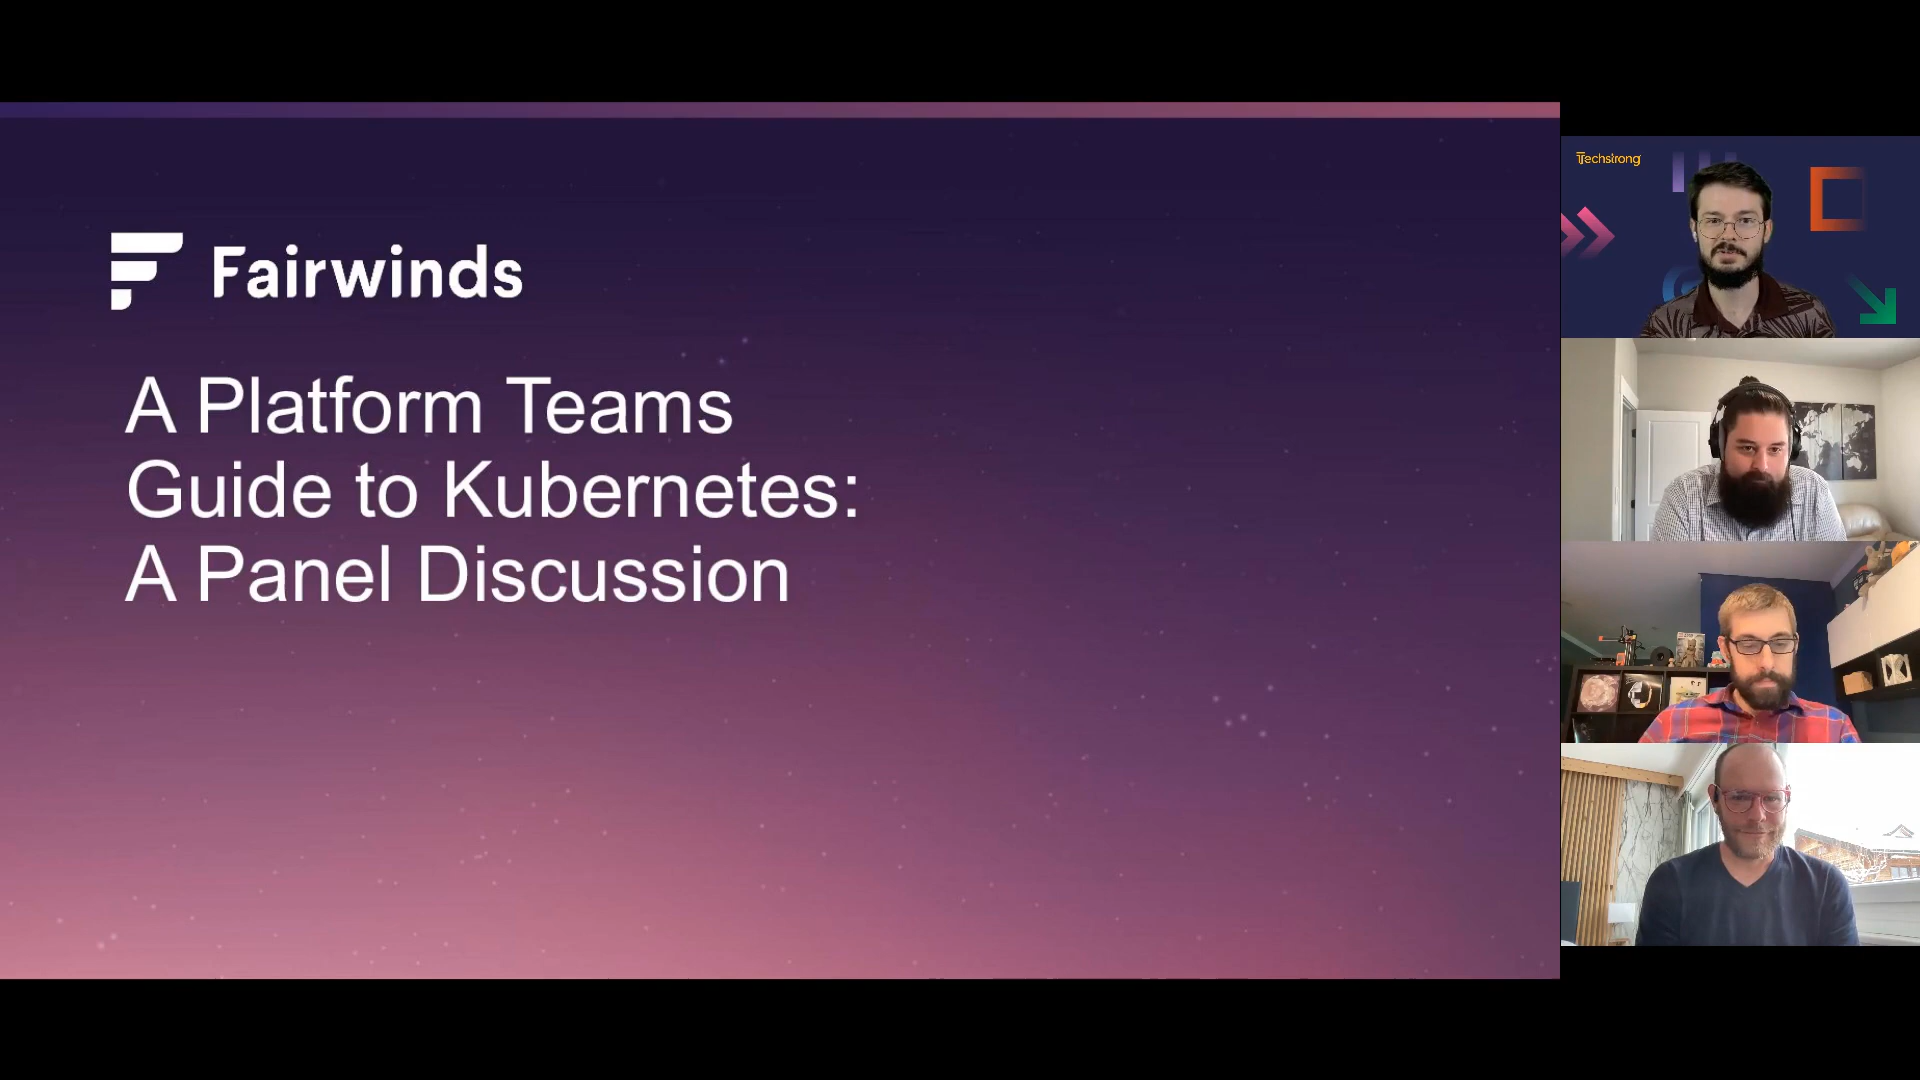 Fairwinds
A Platform Teams
Guide to Kubernetes:
A Panel Discussion
Techstrong